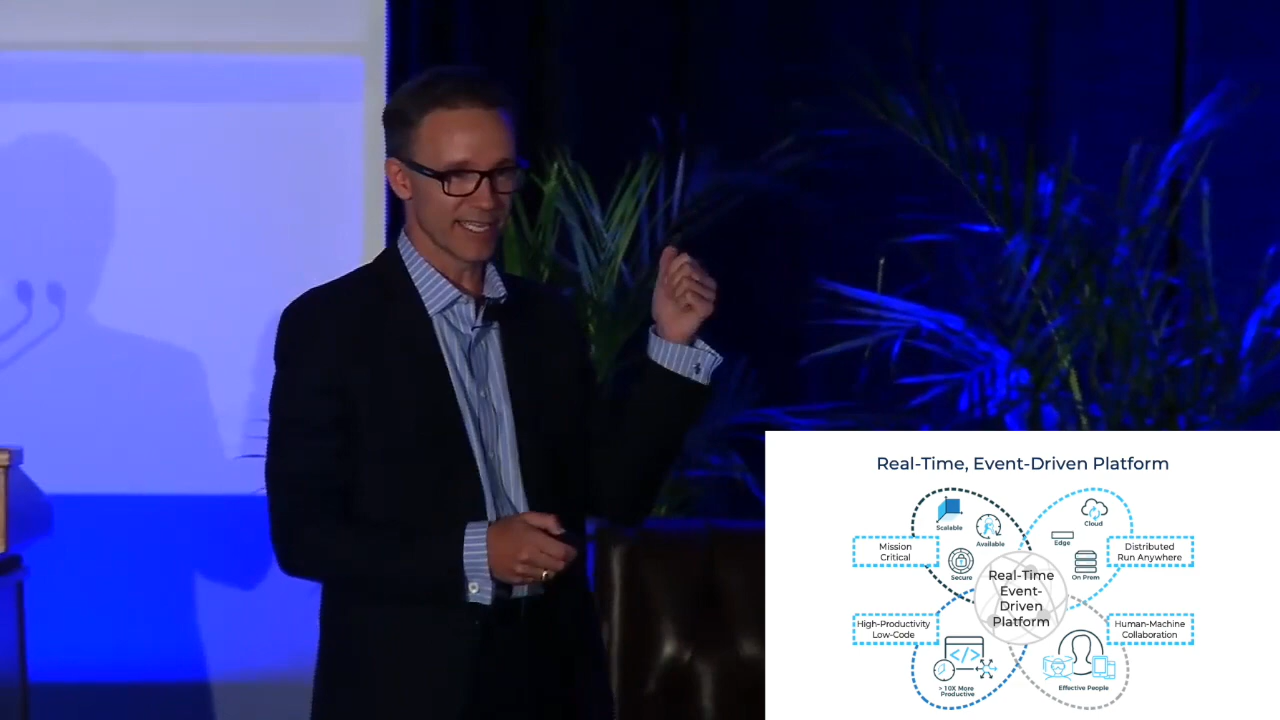 Real-Time, Event-Driven Platform
Scalable
Available
Secure
Cloud
Edge
On Prem
Mission
Critical
Distributed
Run Anywhere
Real-Time
Event-
Driven
Platform
High-Productivity
Low-Code
Human-Machine
Collaboration
</>
> 10X More
Productive
Effective People